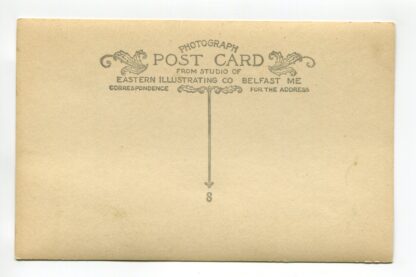 PHOTOGRAPH
POST CARD
FROM STUDIO OF
EASTERN ILLUSTRATING CO BELFAST ME
CORRESPONDENCE FOR THE ADDRESS
8